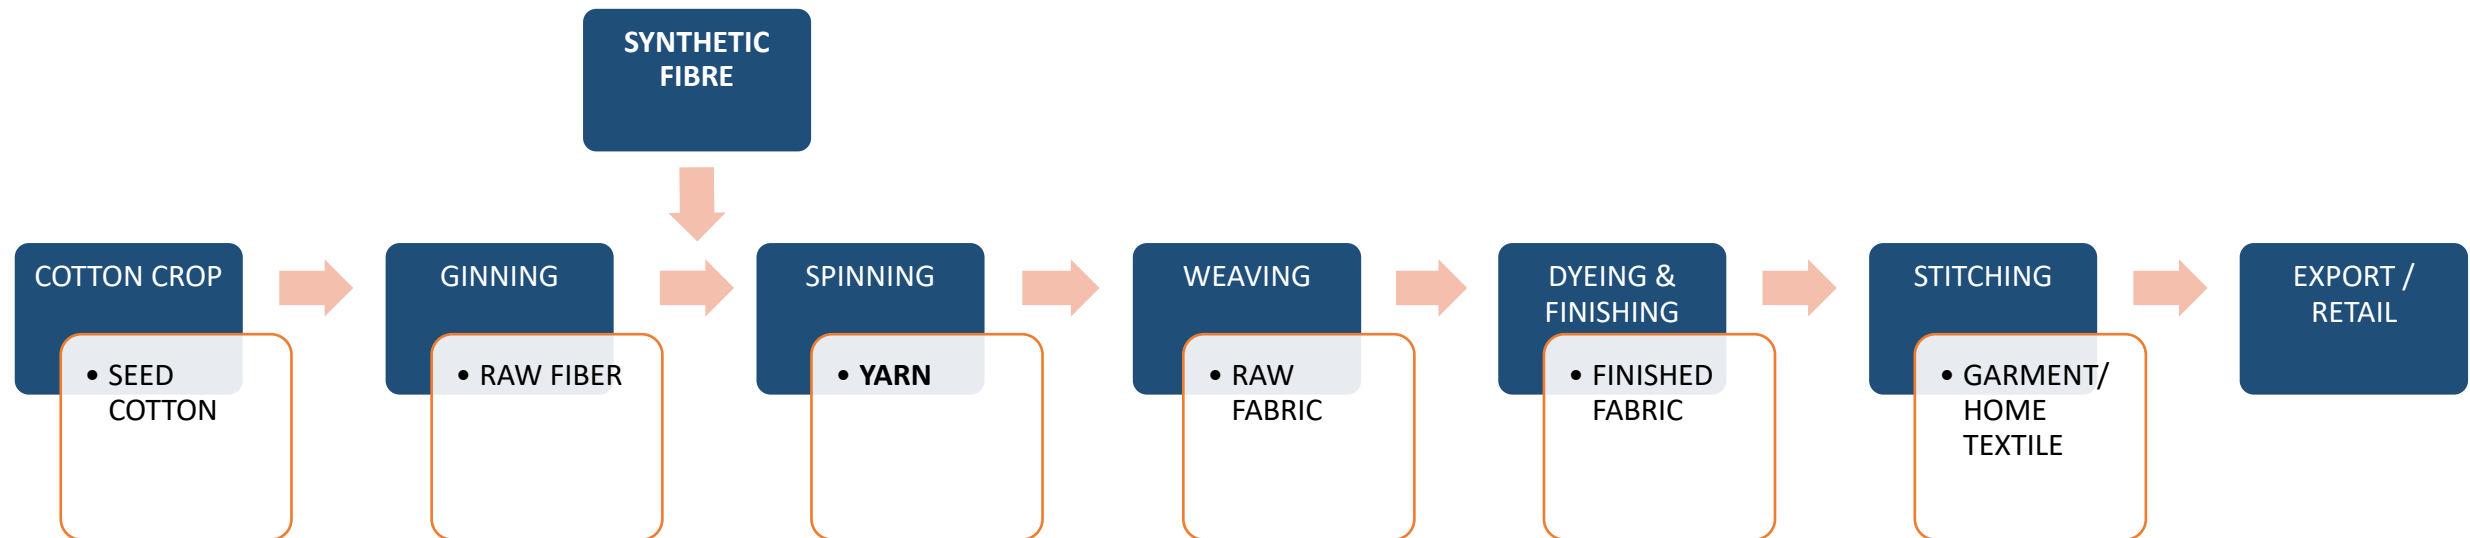 SYNTHETIC
FIBRE
COTTON CROP
• SEED
COTTON
GINNING
• RAW FIBER
SPINNING
• YARN
WEAVING
• RAW
FABRIC
DYEING &
FINISHING
• FINISHED
FABRIC
STITCHING
• GARMENT/
HOME
TEXTILE
EXPORT /
RETAIL